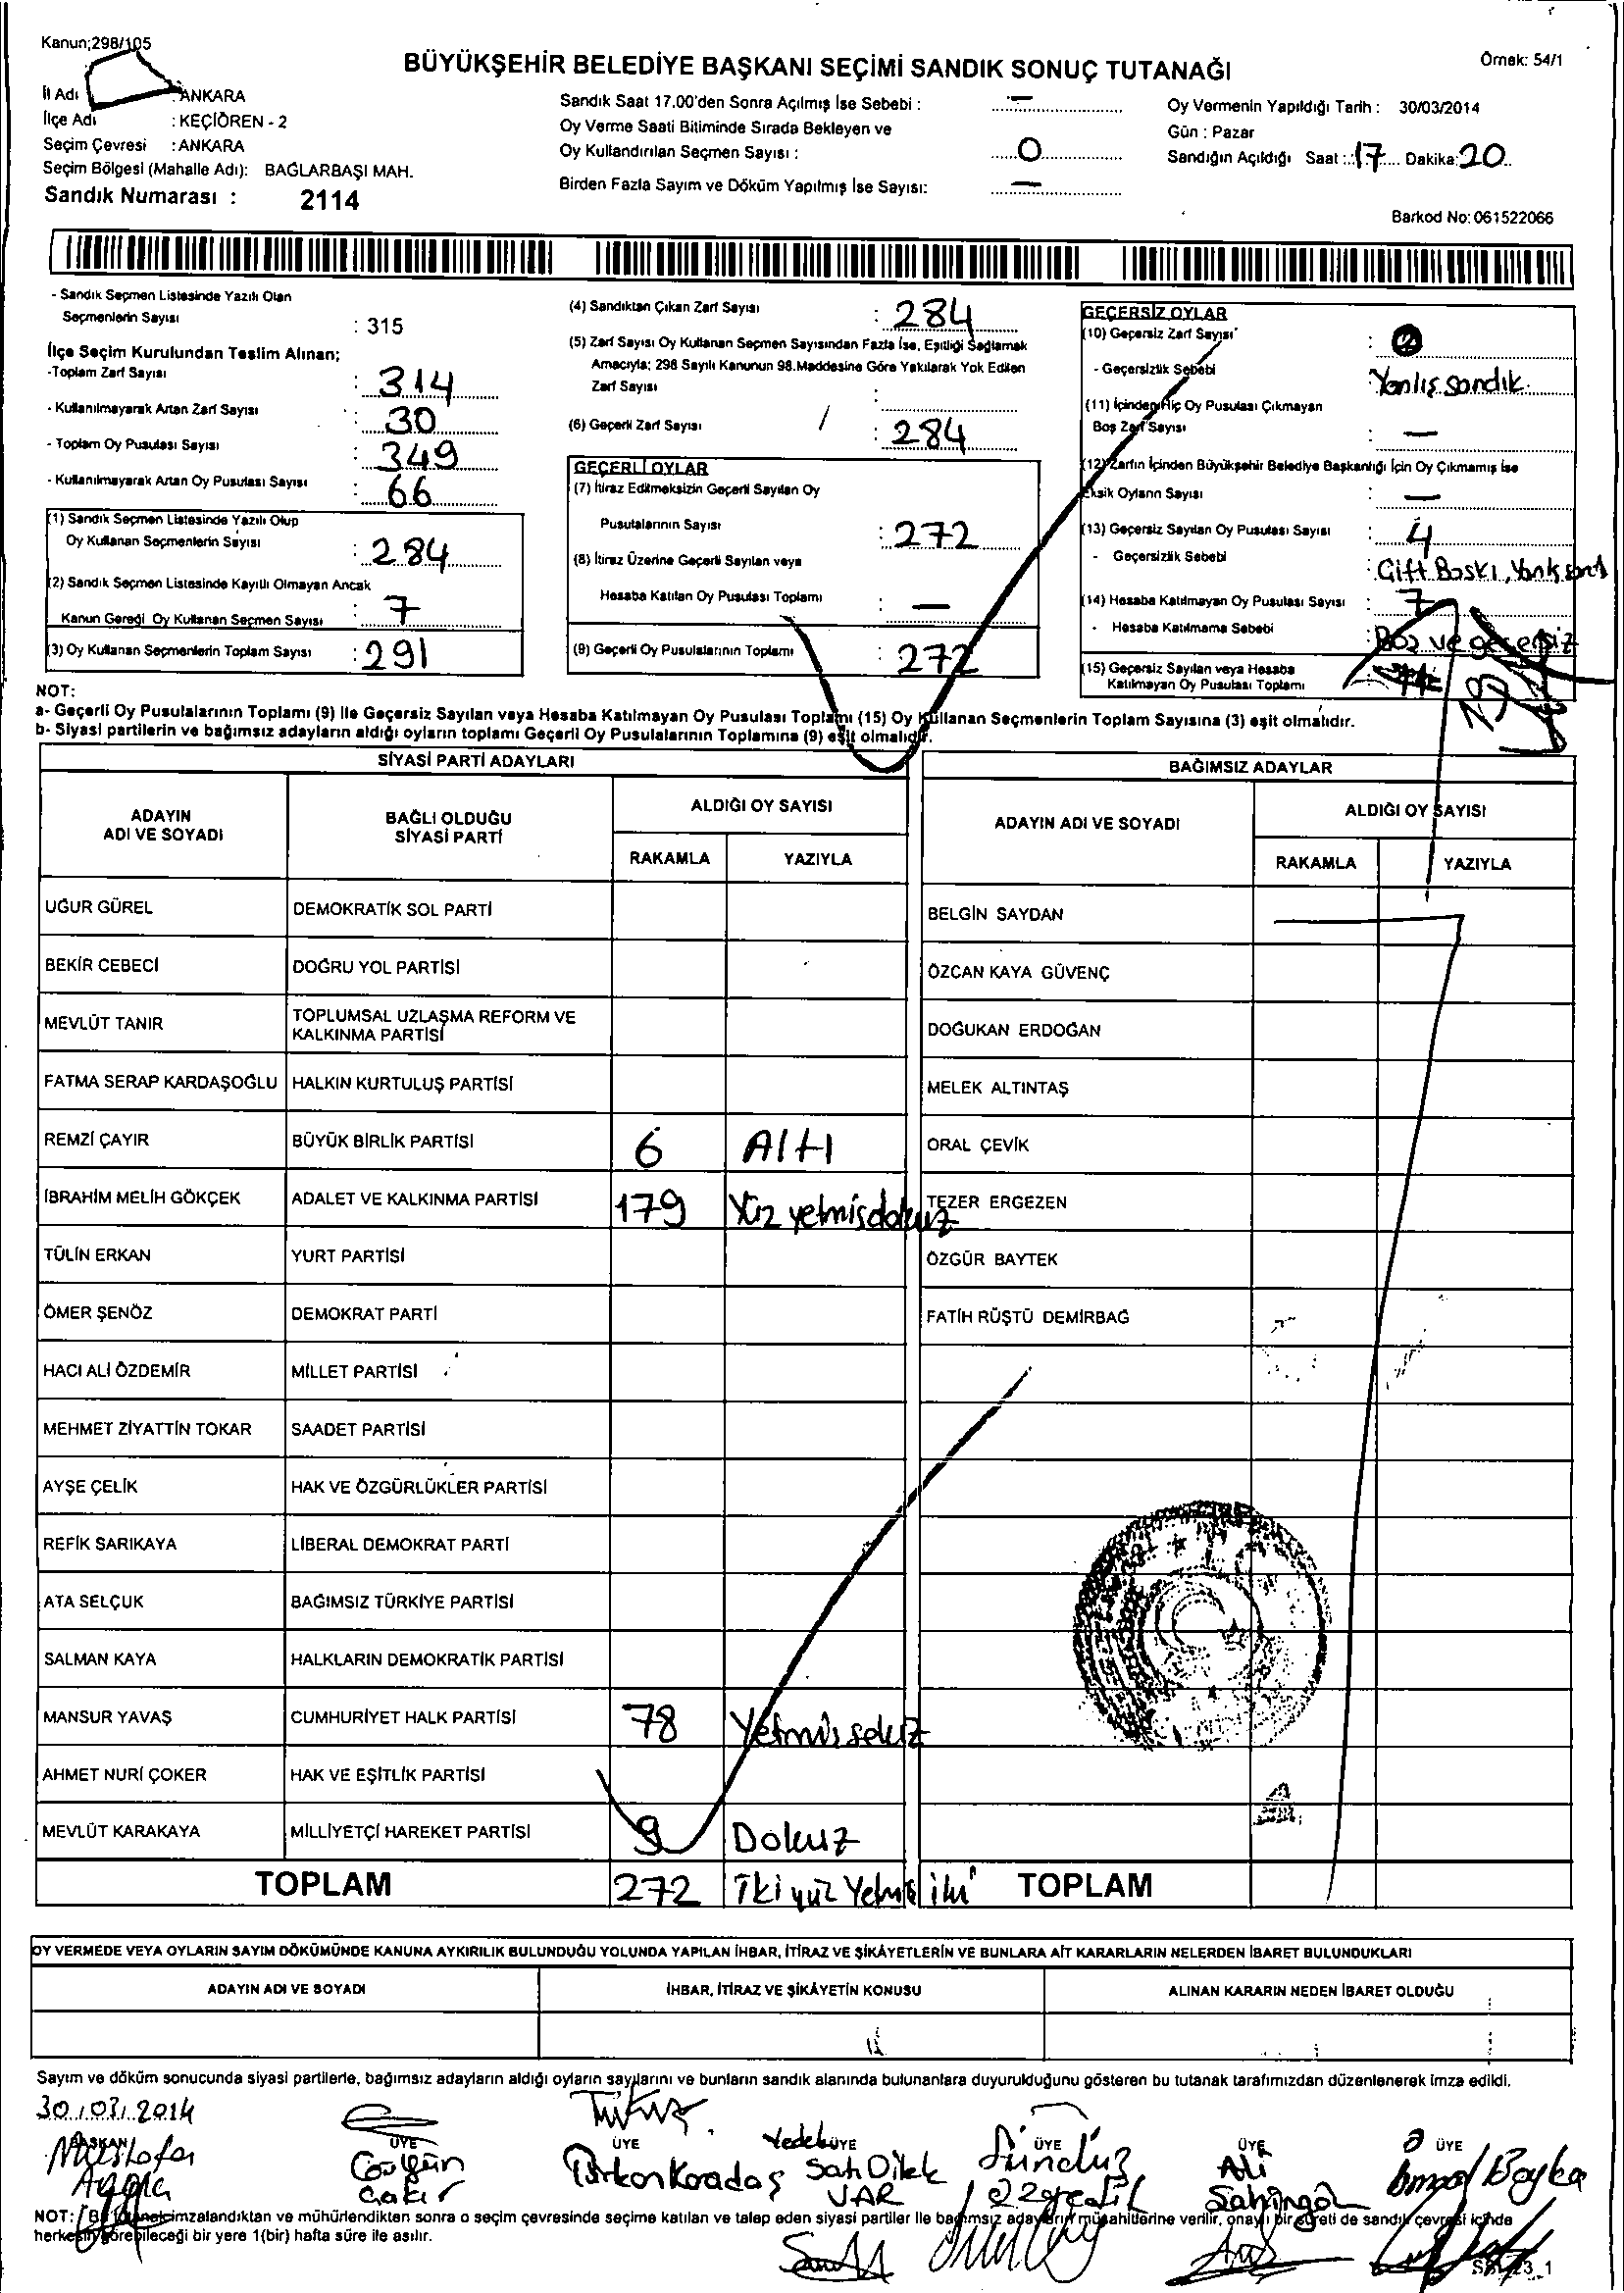 Kanun;298/105
BÜYÜKŞEHİR BELEDİYE BAŞKANI SEÇİMİ SANDIK SONUÇ TUTANAĞI
Örnek: 54/1
İl Adı : ANKARA
İlçe Adı : KEÇİÖREN - 2
Seçim Çevresi : ANKARA
Seçim Bölgesi (Mahalle Adı): BAĞLARBAŞI MAH.
Sandık Numarası : 2114
Sandık Saat 17.00'den Sonra Açılmış İse Sebebi : —
Oy Verme Saati Bitiminde Sırada Bekleyen ve
Oy Kullandırılan Seçmen Sayısı : 0
Birden Fazla Sayım ve Döküm Yapılmış İse Sayısı: —
Oy Vermenin Yapıldığı Tarih : 30/03/2014
Gün : Pazar
Sandığın Açıldığı Saat : 17 Dakika: 20
Barkod No: 061522066
- Sandık Seçmen Listesinde Yazılı Olan
Seçmenlerin Sayısı : 315
İlçe Seçim Kurulundan Teslim Alınan;
-Toplam Zarf Sayısı : 314
- Kullanılmayarak Artan Zarf Sayısı : 30
- Toplam Oy Pusulası Sayısı : 349
- Kullanılmayarak Artan Oy Pusulası Sayısı : 66
(1) Sandık Seçmen Listesinde Yazılı Olup
Oy Kullanan Seçmenlerin Sayısı : 284
(2) Sandık Seçmen Listesinde Kayıtlı Olmayan Ancak
Kanun Gereği Oy Kullanan Seçmen Sayısı : 7
(3) Oy Kullanan Seçmenlerin Toplam Sayısı : 291
(4) Sandıktan Çıkan Zarf Sayısı : 284
(5) Zarf Sayısı Oy Kullanan Seçmen Sayısından Fazla İse, Eşitliği Sağlamak
Amacıyla; 298 Sayılı Kanunun 98.Maddesine Göre Yakılarak Yok Edilen
Zarf Sayısı :
(6) Geçerli Zarf Sayısı : 284
GEÇERLİ OYLAR
(7) İtiraz Edilmeksizin Geçerli Sayılan Oy
Pusulalarının Sayısı : 272
(8) İtiraz Üzerine Geçerli Sayılan veya
Hesaba Katılan Oy Pusulası Toplamı : —
(9) Geçerli Oy Pusulalarının Toplamı : 272
GEÇERSİZ OYLAR
(10) Geçersiz Zarf Sayısı :
- Geçersizlik Sebebi : Yanlış sandık
(11) İçinden Hiç Oy Pusulası Çıkmayan
Boş Zarf Sayısı : —
(12) Zarfın İçinden Büyükşehir Belediye Başkanlığı İçin Oy Çıkmamış İse
Eksik Oyların Sayısı : —
(13) Geçersiz Sayılan Oy Pusulası Sayısı : 4
- Geçersizlik Sebebi : Çift Baskı,
(14) Hesaba Katılmayan Oy Pusulası Sayısı : 7
- Hesaba Katılmama Sebebi : Boş ve geçersiz
(15) Geçersiz Sayılan veya Hesaba
Katılmayan Oy Pusulası Toplamı 19
NOT:
a- Geçerli Oy Pusulalarının Toplamı (9) ile Geçersiz Sayılan veya Hesaba Katılmayan Oy Pusulası Toplamı (15) Oy Kullanan Seçmenlerin Toplam Sayısına (3) eşit olmalıdır.
b- Siyasi partilerin ve bağımsız adayların aldığı oyların toplamı Geçerli Oy Pusulalarının Toplamına (9) eşit olmalıdır.
SİYASİ PARTİ ADAYLARI
ADAYIN ADI VE SOYADI BAĞLI OLDUĞU SİYASİ PARTİ ALDIĞI OY SAYISI
RAKAMLA YAZIYLA
UĞUR GÜREL DEMOKRATİK SOL PARTİ
BEKİR CEBECİ DOĞRU YOL PARTİSİ
MEVLÜT TANIR TOPLUMSAL UZLAŞMA REFORM VE KALKINMA PARTİSİ
FATMA SERAP KARDAŞOĞLU HALKIN KURTULUŞ PARTİSİ
REMZİ ÇAYIR BÜYÜK BİRLİK PARTİSİ 6 Altı
İBRAHİM MELİH GÖKÇEK ADALET VE KALKINMA PARTİSİ 179 Yüz yetmişdokuz
TÜLİN ERKAN YURT PARTİSİ
ÖMER ŞENÖZ DEMOKRAT PARTİ
HACI ALİ ÖZDEMİR MİLLET PARTİSİ
MEHMET ZİYATTİN TOKAR SAADET PARTİSİ
AYŞE ÇELİK HAK VE ÖZGÜRLÜKLER PARTİSİ
REFİK SARIKAYA LİBERAL DEMOKRAT PARTİ
ATA SELÇUK BAĞIMSIZ TÜRKİYE PARTİSİ
SALMAN KAYA HALKLARIN DEMOKRATİK PARTİSİ
MANSUR YAVAŞ CUMHURİYET HALK PARTİSİ 78 Yetmiş sekiz
AHMET NURİ ÇOKER HAK VE EŞİTLİK PARTİSİ
MEVLÜT KARAKAYA MİLLİYETÇİ HAREKET PARTİSİ 9 Dokuz
TOPLAM 272 İki yüz Yetmiş iki
BAĞIMSIZ ADAYLAR
ADAYIN ADI VE SOYADI ALDIĞI OY SAYISI
RAKAMLA YAZIYLA
BELGİN SAYDAN
ÖZCAN KAYA GÜVENÇ
DOĞUKAN ERDOĞAN
MELEK ALTINTAŞ
ORAL ÇEVİK
TEZER ERGEZEN
ÖZGÜR BAYTEK
FATİH RÜŞTÜ DEMİRBAĞ
TOPLAM
OY VERMEDE VEYA OYLARIN SAYIM DÖKÜMÜNDE KANUNA AYKIRILIK BULUNDUĞU YOLUNDA YAPILAN İHBAR, İTİRAZ VE ŞİKÂYETLERİN VE BUNLARA AİT KARARLARIN NELERDEN İBARET BULUNDUKLARI
ADAYIN ADI VE SOYADI İHBAR, İTİRAZ VE ŞİKÂYETİN KONUSU ALINAN KARARIN NEDEN İBARET OLDUĞU
Sayım ve döküm sonucunda siyasi partilerle, bağımsız adayların aldığı oyların sayılarını ve bunların sandık alanında bulunanlara duyurulduğunu gösteren bu tutanak tarafımızdan düzenlenerek imza edildi.
30.03.2014
BAŞKAN ÜYE ÜYE Yedek ÜYE ÜYE ÜYE ÜYE
Mustafa Coşgun Çakır Türkan Karadaş Satı Dilek VAR Gündüz Özgeçelik Ali Şahingöl
NOT: Bu tutanak imzalandıktan ve mühürlendikten sonra o seçim çevresinde seçime katılan ve talep eden siyasi partiler ile bağımsız adayların müşahitlerine verilir, onaylı bir sureti de sandık çevresi içinde
herkesin görebileceği bir yere 1(bir) hafta süre ile asılır.